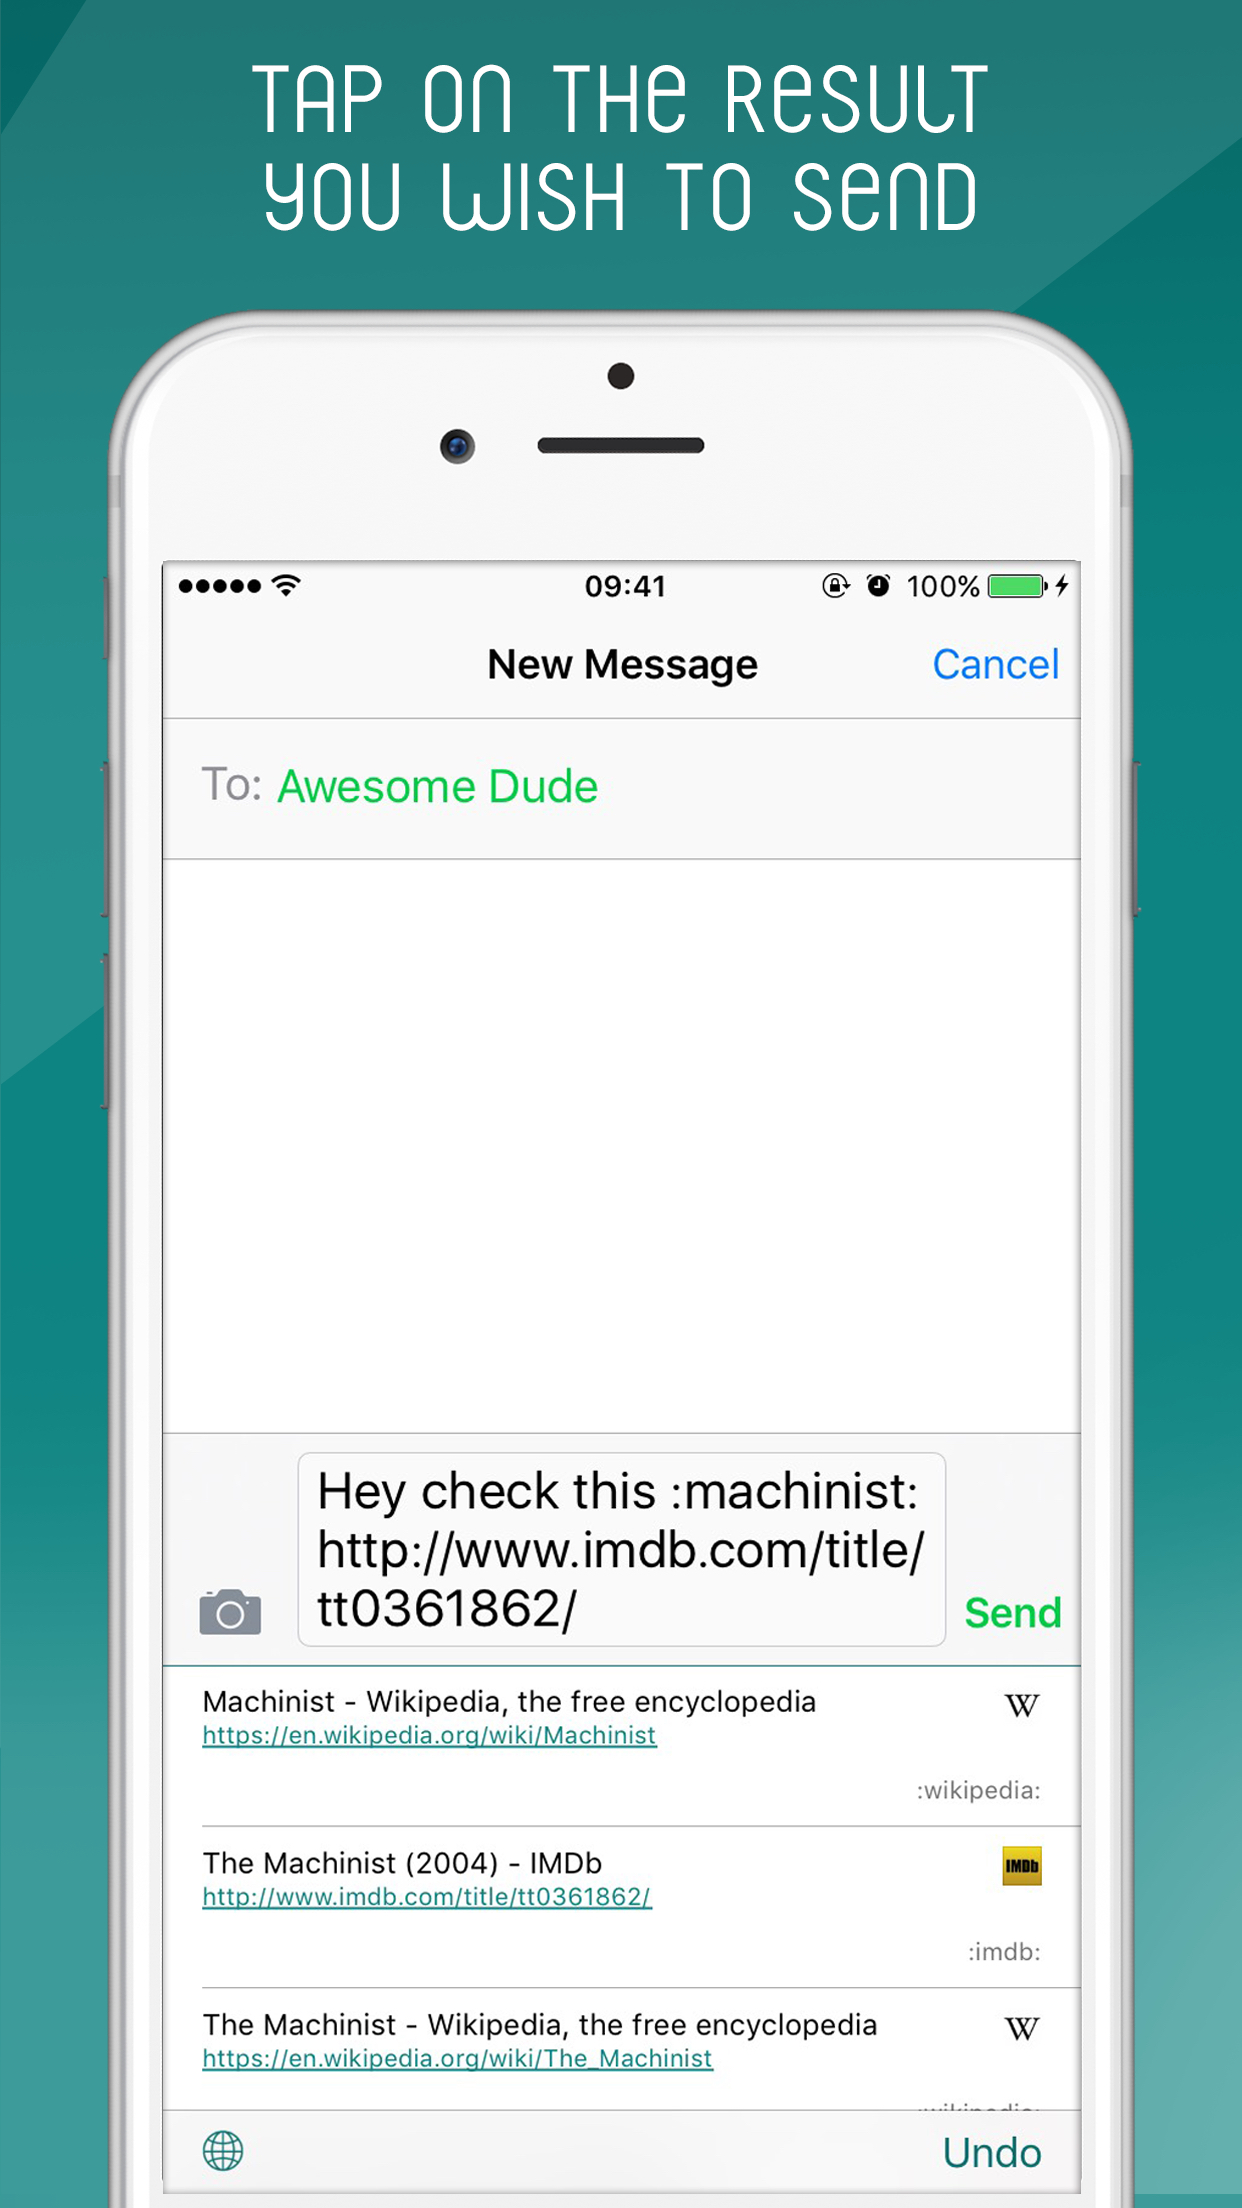 TAP ON THE RESULT
YOU WISH TO SEND
09:41
100%
New Message
Cancel
To: Awesome Dude
Hey check this :machinist:
http://www.imdb.com/title/
tt0361862/
Send
Machinist - Wikipedia, the free encyclopedia
W
https://en.wikipedia.org/wiki/Machinist
:wikipedia:
The Machinist (2004) - IMDb
IMDb
http://www.imdb.com/title/tt0361862/
:imdb:
The Machinist - Wikipedia, the free encyclopedia
W
https://en.wikipedia.org/wiki/The_Machinist
Undo